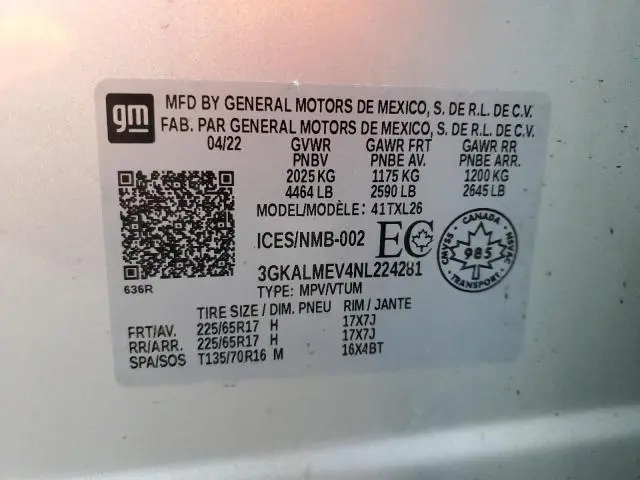 gm
MFD BY GENERAL MOTORS DE MEXICO, S. DE R.L. DE C.V.
FAB. PAR GENERAL MOTORS DE MEXICO, S. DE R.L. DE C.V.
04/22 GVWR GAWR FRT GAWR RR
PNBV PNBE AV. PNBE ARR.
2025 KG 1175 KG 1200 KG
4464 LB 2590 LB 2645 LB
MODEL/MODÈLE: 41TXL26
ICES/NMB-002 EC
CANADA
CMVSS 985 NSVAC
TRANSPORT
3GKALMEV4NL224281
636R
TYPE: MPV/VTUM
TIRE SIZE / DIM. PNEU RIM / JANTE
FRT/AV. 225/65R17 H 17X7J
RR/ARR. 225/65R17 H 17X7J
SPA/SOS T135/70R16 M 16X4BT